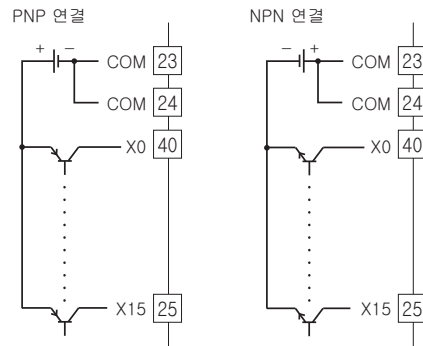 PNP 연결
+ −
COM 23
COM 24
X0 40
X15 25
NPN 연결
− +
COM 23
COM 24
X0 40
X15 25